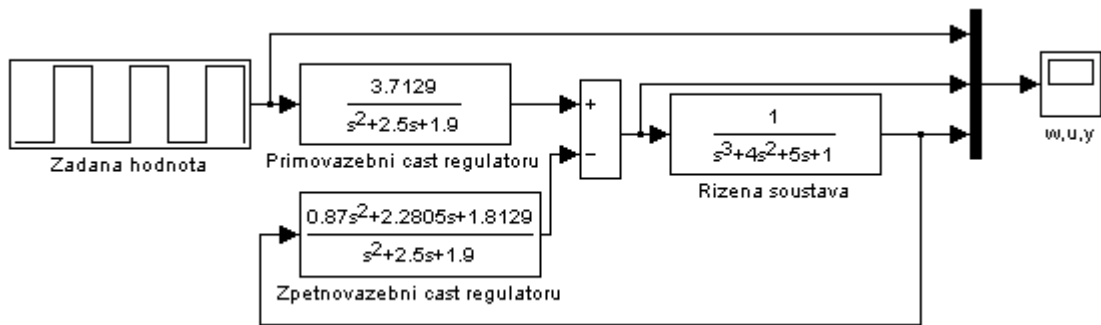 3.7129
s²+2.5s+1.9
Zadana hodnota
Primovazebni cast regulatoru
+
−
1
s³+4s²+5s+1
Rizena soustava
w,u,y
0.87s²+2.2805s+1.8129
s²+2.5s+1.9
Zpetnovazebni cast regulatoru